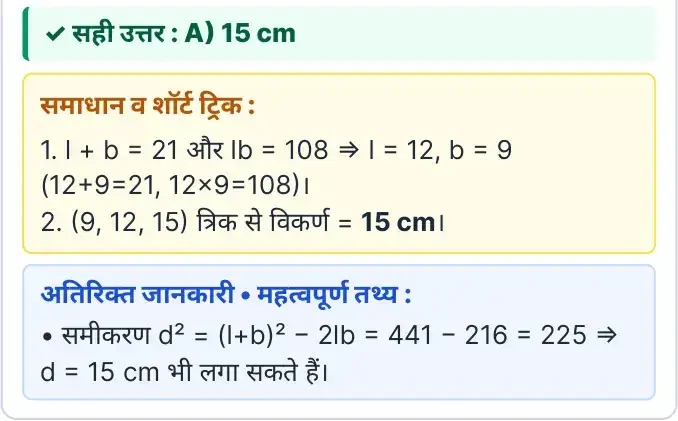 ✓ सही उत्तर : A) 15 cm
समाधान व शॉर्ट ट्रिक :
1. l + b = 21 और lb = 108 ⇒ l = 12, b = 9
(12+9=21, 12×9=108)।
2. (9, 12, 15) त्रिक से विकर्ण = 15 cm।
अतिरिक्त जानकारी • महत्वपूर्ण तथ्य :
• समीकरण d² = (l+b)² − 2lb = 441 − 216 = 225 ⇒
d = 15 cm भी लगा सकते हैं।